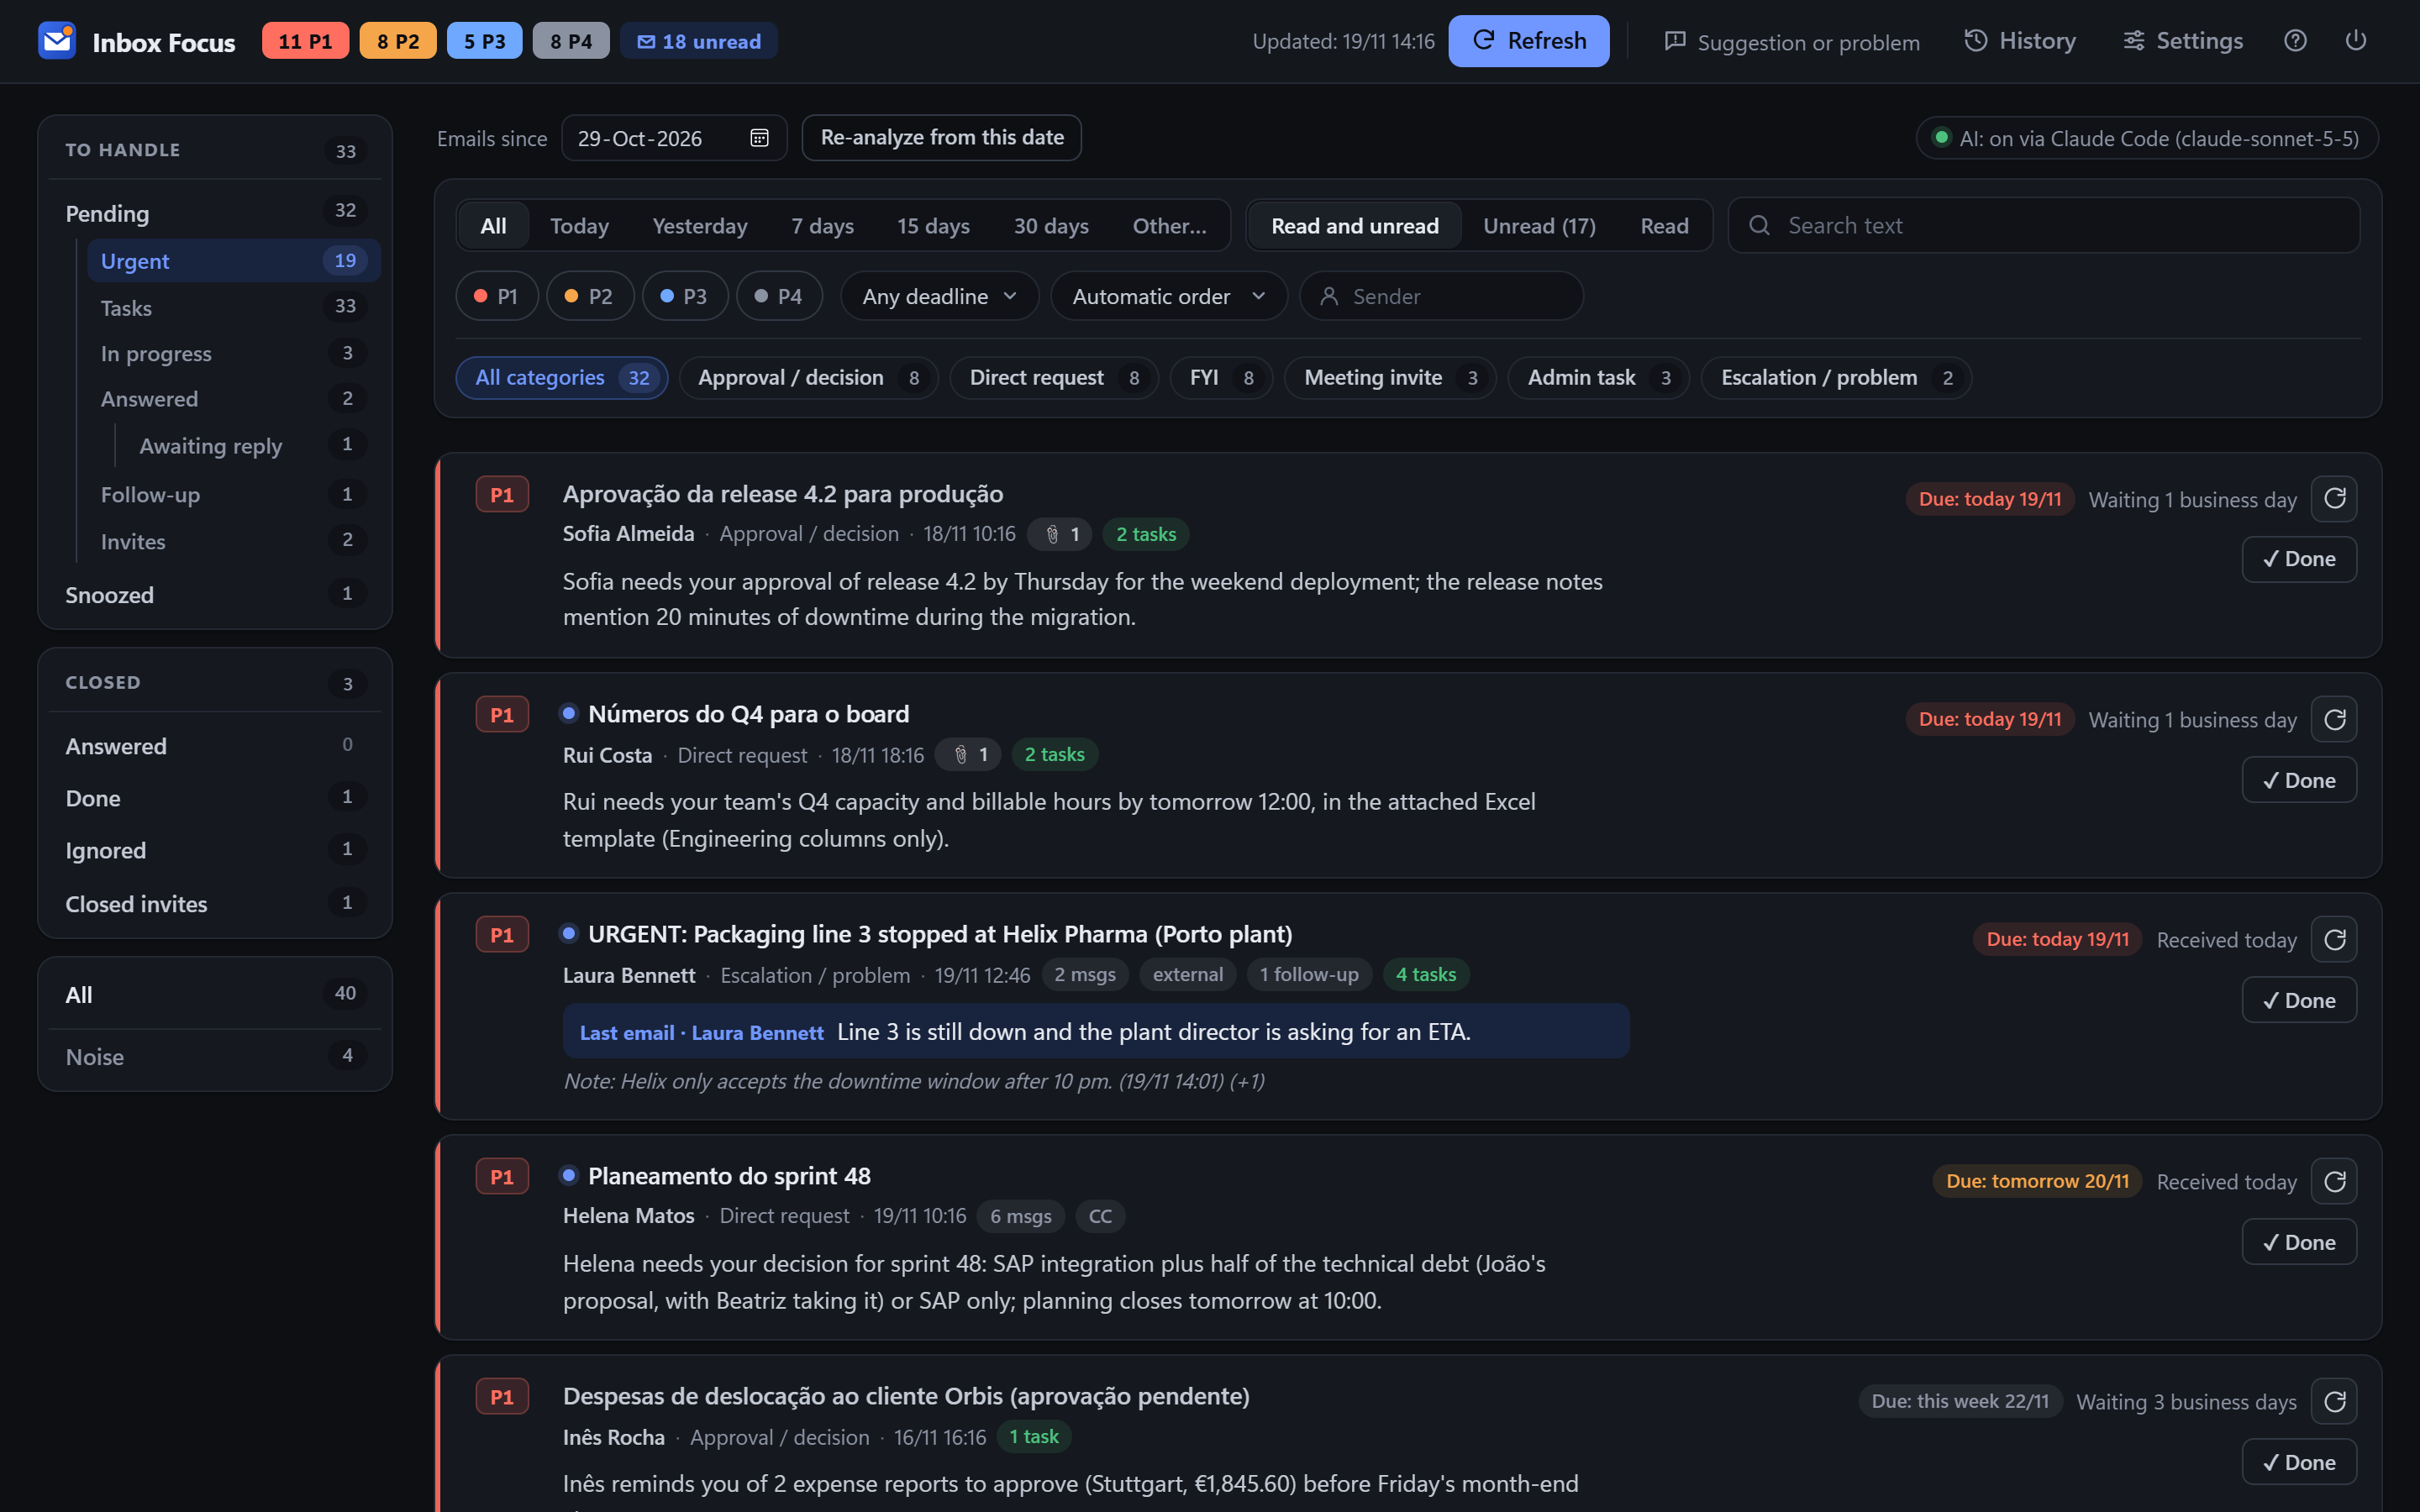 Inbox Focus 11 P1 8 P2 5 P3 8 P4 18 unread Updated: 19/11 14:16 Refresh Suggestion or problem History Settings
TO HANDLE 33
Pending 32
Urgent 19
Tasks 33
In progress 3
Answered 2
Awaiting reply 1
Follow-up 1
Invites 2
Snoozed 1
CLOSED 3
Answered 0
Done 1
Ignored 1
Closed invites 1
All 40
Noise 4
Emails since 29-Oct-2026 Re-analyze from this date AI: on via Claude Code (claude-sonnet-5-5)
All Today Yesterday 7 days 15 days 30 days Other... Read and unread Unread (17) Read Search text
P1 P2 P3 P4 Any deadline Automatic order Sender
All categories 32 Approval / decision 8 Direct request 8 FYI 8 Meeting invite 3 Admin task 3 Escalation / problem 2
P1 Aprovação da release 4.2 para produção Due: today 19/11 Waiting 1 business day
Sofia Almeida · Approval / decision · 18/11 10:16 1 2 tasks
✓ Done
Sofia needs your approval of release 4.2 by Thursday for the weekend deployment; the release notes
mention 20 minutes of downtime during the migration.
P1 Números do Q4 para o board Due: today 19/11 Waiting 1 business day
Rui Costa · Direct request · 18/11 18:16 1 2 tasks
✓ Done
Rui needs your team's Q4 capacity and billable hours by tomorrow 12:00, in the attached Excel
template (Engineering columns only).
P1 URGENT: Packaging line 3 stopped at Helix Pharma (Porto plant) Due: today 19/11 Received today
Laura Bennett · Escalation / problem · 19/11 12:46 2 msgs external 1 follow-up 4 tasks
✓ Done
Last email · Laura Bennett Line 3 is still down and the plant director is asking for an ETA.
Note: Helix only accepts the downtime window after 10 pm. (19/11 14:01) (+1)
P1 Planeamento do sprint 48 Due: tomorrow 20/11 Received today
Helena Matos · Direct request · 19/11 10:16 6 msgs CC
✓ Done
Helena needs your decision for sprint 48: SAP integration plus half of the technical debt (João's
proposal, with Beatriz taking it) or SAP only; planning closes tomorrow at 10:00.
P1 Despesas de deslocação ao cliente Orbis (aprovação pendente) Due: this week 22/11 Waiting 3 business days
Inês Rocha · Approval / decision · 16/11 16:16 1 task
✓ Done
Inês reminds you of 2 expense reports to approve (Stuttgart, €1,845.60) before Friday's month-end